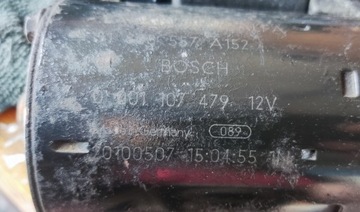 A152
BOSCH
0 001 107 479 12V
Germany 089
0100507 15:04:55